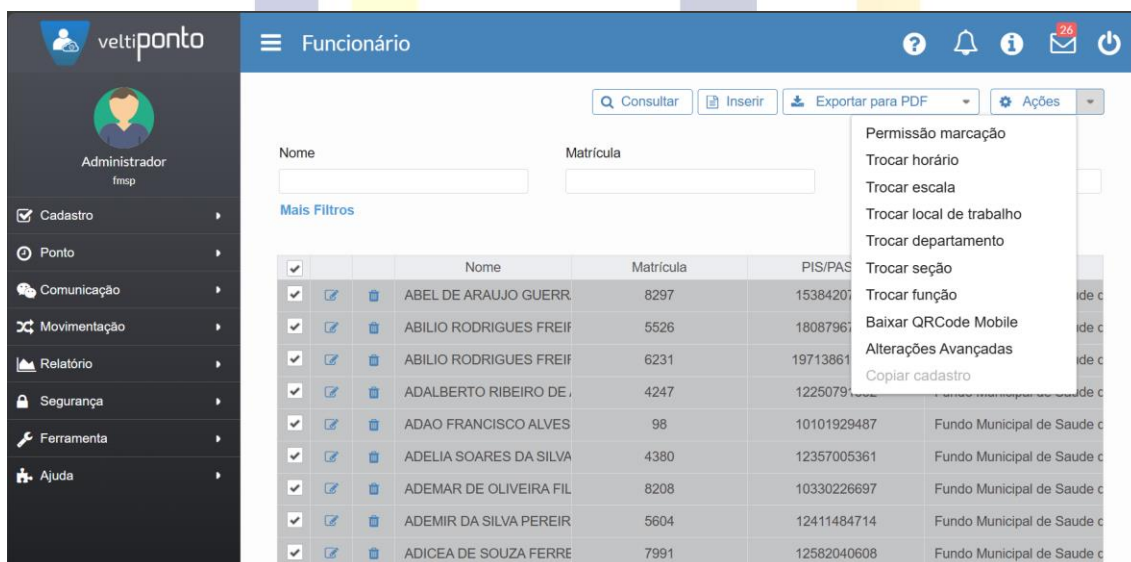 veltiponto
Funcionário
26
Administrador
fmsp
Cadastro
Ponto
Comunicação
Movimentação
Relatório
Segurança
Ferramenta
Ajuda
Consultar Inserir Exportar para PDF Ações
Permissão marcação
Trocar horário
Trocar escala
Trocar local de trabalho
Trocar departamento
Trocar seção
Trocar função
Baixar QRCode Mobile
Alterações Avançadas
Copiar cadastro
Nome Matrícula
Mais Filtros
Nome Matrícula PIS/PAS
ABEL DE ARAUJO GUERR 8297 1538420
ABILIO RODRIGUES FREI 5526 1808796
ABILIO RODRIGUES FREI 6231 19713861
ADALBERTO RIBEIRO DE 4247 1225079
ADAO FRANCISCO ALVES 98 10101929487 Fundo Municipal de Saude
ADELIA SOARES DA SILVA 4380 12357005361 Fundo Municipal de Saude
ADEMAR DE OLIVEIRA FIL 8208 10330226697 Fundo Municipal de Saude
ADEMIR DA SILVA PEREIR 5604 12411484714 Fundo Municipal de Saude
ADICEA DE SOUZA FERRE 7991 12582040608 Fundo Municipal de Saude